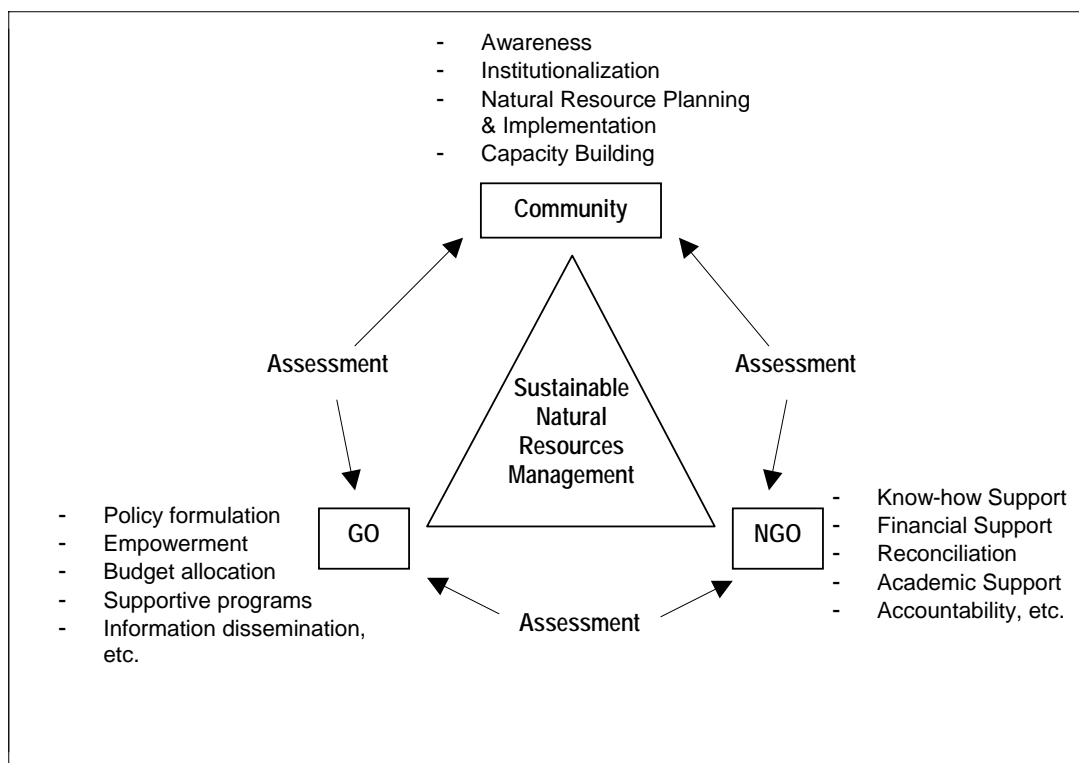 - Awareness
- Institutionalization
- Natural Resource Planning
& Implementation
- Capacity Building
Community
Assessment
Assessment
Sustainable
Natural
Resources
Management
- Policy formulation
- Empowerment
- Budget allocation
- Supportive programs
- Information dissemination,
etc.
GO
NGO
- Know-how Support
- Financial Support
- Reconciliation
- Academic Support
- Accountability, etc.
Assessment